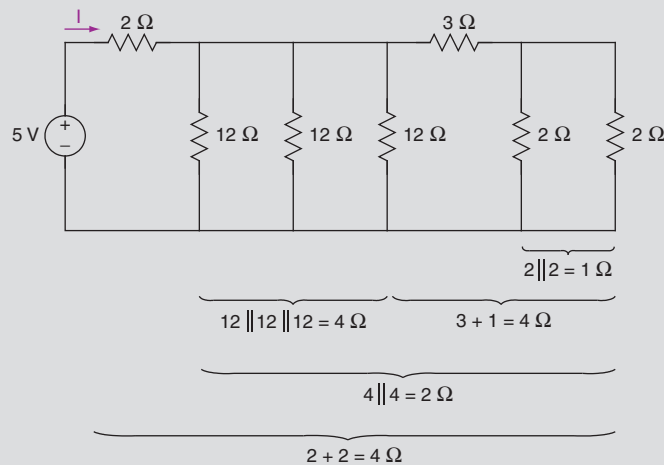 I
2 Ω
3 Ω
5 V
+
−
12 Ω
12 Ω
12 Ω
2 Ω
2 Ω
2||2 = 1 Ω
12||12||12 = 4 Ω
3 + 1 = 4 Ω
4||4 = 2 Ω
2 + 2 = 4 Ω